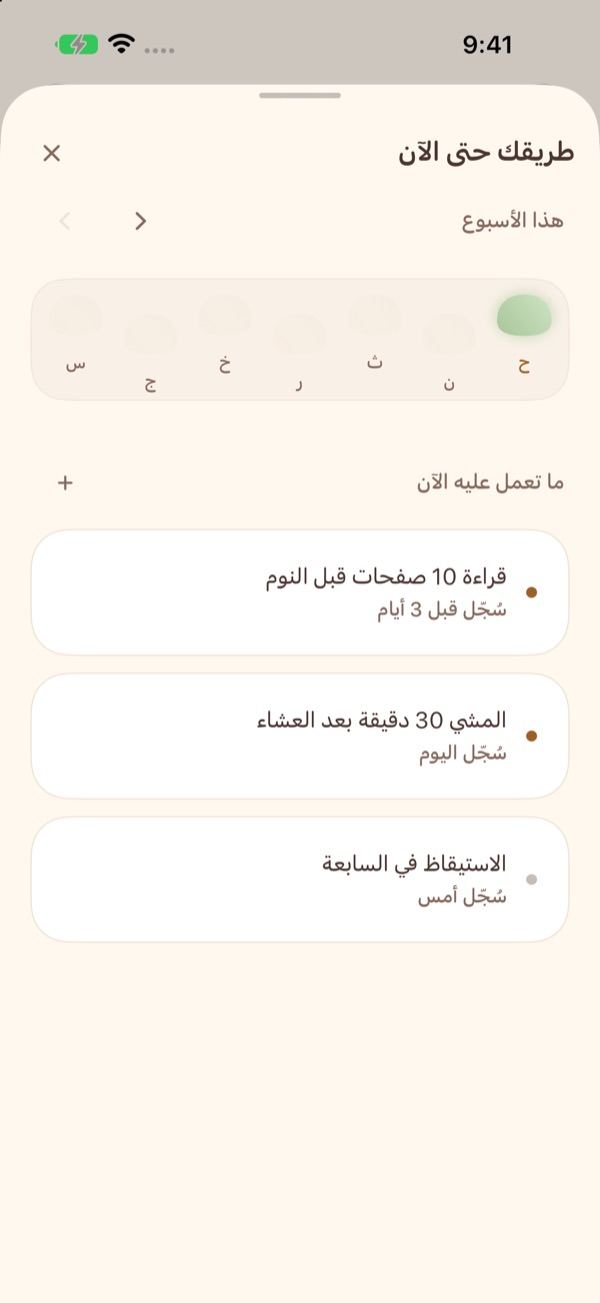 9:41
طريقك حتى الآن
هذا الأسبوع
ح
ن
ث
ر
خ
ج
س
ما تعمل عليه الآن
قراءة 10 صفحات قبل النوم
سُجّل قبل 3 أيام
المشي 30 دقيقة بعد العشاء
سُجّل اليوم
الاستيقاظ في السابعة
سُجّل أمس